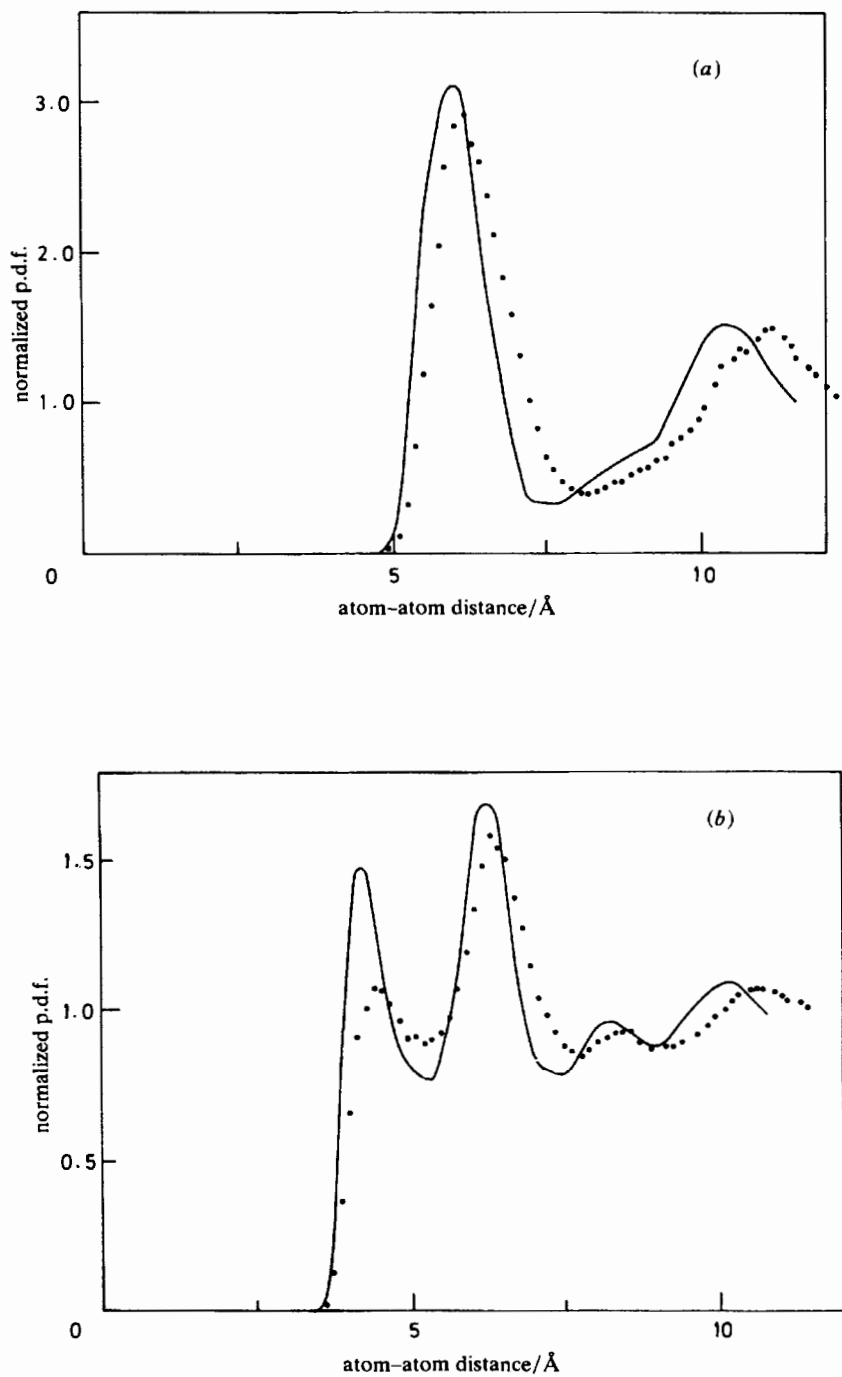 (a)
3.0
2.0
1.0
0
5
10
normalized p.d.f.
atom–atom distance/Å
(b)
1.5
1.0
0.5
0
5
10
normalized p.d.f.
atom–atom distance/Å